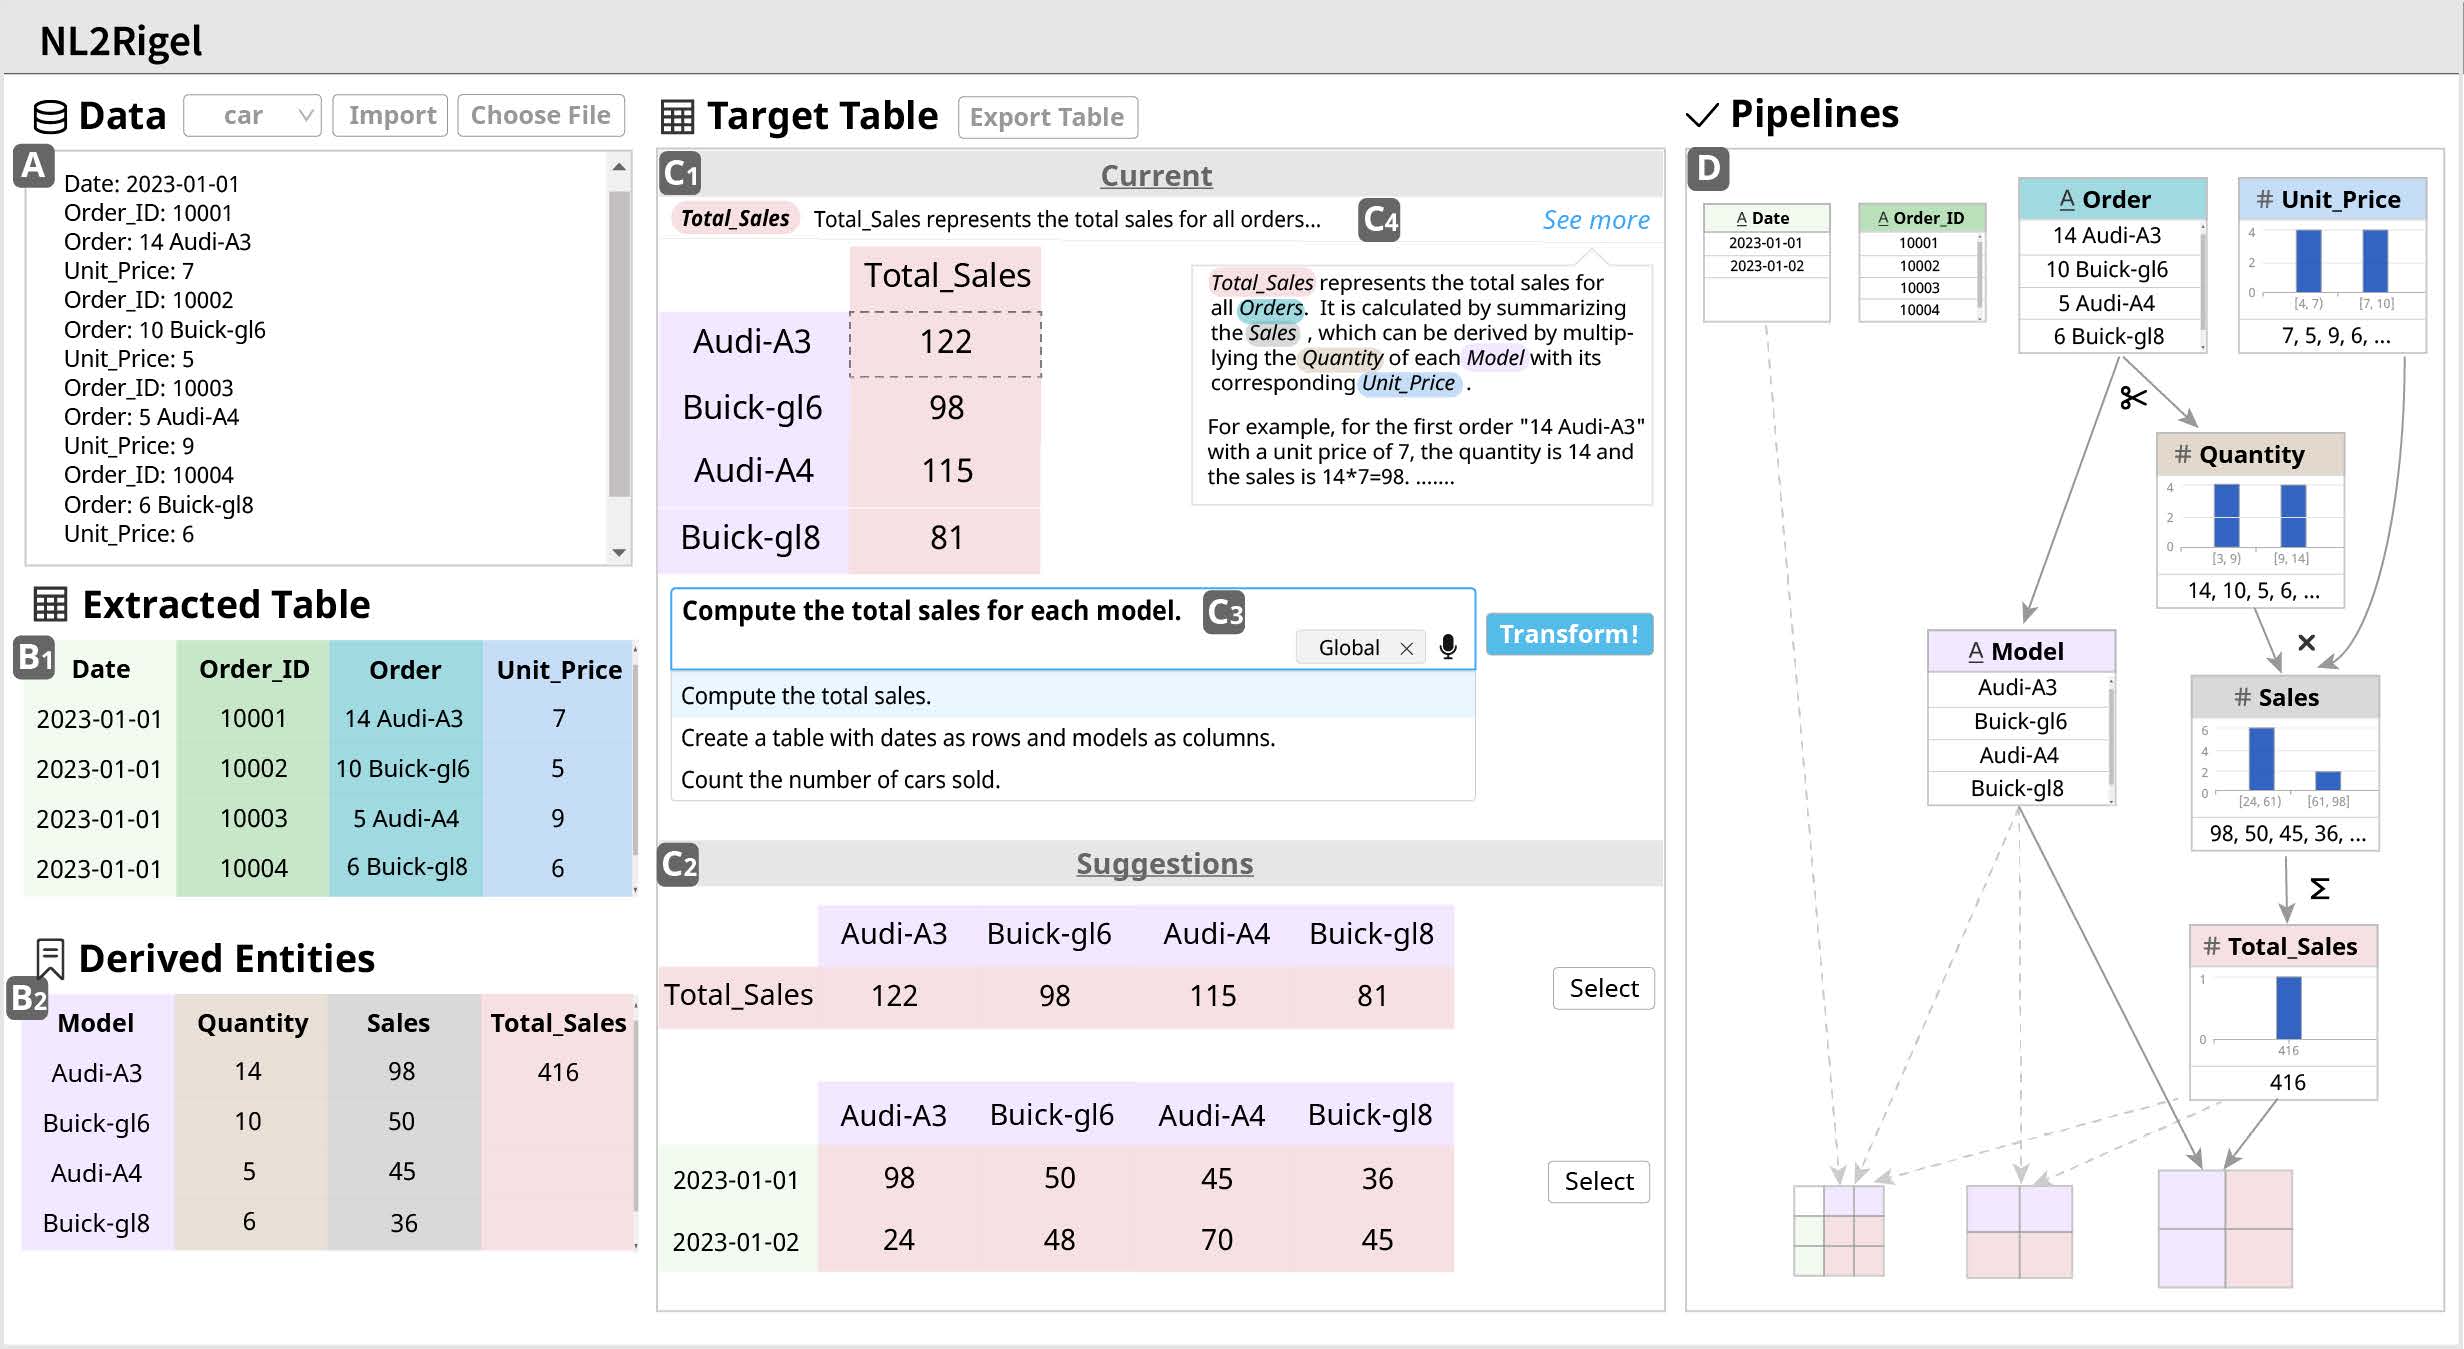 NL2Rigel
Data
car
Import
Choose File
A
Date: 2023-01-01
Order_ID: 10001
Order: 14 Audi-A3
Unit_Price: 7
Order_ID: 10002
Order: 10 Buick-gl6
Unit_Price: 5
Order_ID: 10003
Order: 5 Audi-A4
Unit_Price: 9
Order_ID: 10004
Order: 6 Buick-gl8
Unit_Price: 6
Extracted Table
B1
Date Order_ID Order Unit_Price
2023-01-01 10001 14 Audi-A3 7
2023-01-01 10002 10 Buick-gl6 5
2023-01-01 10003 5 Audi-A4 9
2023-01-01 10004 6 Buick-gl8 6
Derived Entities
B2
Model Quantity Sales Total_Sales
Audi-A3 14 98 416
Buick-gl6 10 50
Audi-A4 5 45
Buick-gl8 6 36
Target Table
Export Table
C1
Current
Total_Sales Total_Sales represents the total sales for all orders...
C4
See more
Total_Sales
Audi-A3 122
Buick-gl6 98
Audi-A4 115
Buick-gl8 81
Total_Sales represents the total sales for
all Orders. It is calculated by summarizing
the Sales , which can be derived by multip-
lying the Quantity of each Model with its
corresponding Unit_Price .
For example, for the first order "14 Audi-A3"
with a unit price of 7, the quantity is 14 and
the sales is 14*7=98. .......
Compute the total sales for each model.
C3
Global ×
Transform!
Compute the total sales.
Create a table with dates as rows and models as columns.
Count the number of cars sold.
C2
Suggestions
Audi-A3 Buick-gl6 Audi-A4 Buick-gl8
Total_Sales 122 98 115 81
Select
Audi-A3 Buick-gl6 Audi-A4 Buick-gl8
2023-01-01 98 50 45 36
2023-01-02 24 48 70 45
Select
Pipelines
D
A Date
2023-01-01
2023-01-02
A Order_ID
10001
10002
10003
10004
A Order
14 Audi-A3
10 Buick-gl6
5 Audi-A4
6 Buick-gl8
# Unit_Price
4
2
0
[4, 7) [7, 10]
7, 5, 9, 6, ...
# Quantity
4
2
0
[3, 9) [9, 14]
14, 10, 5, 6, ...
×
A Model
Audi-A3
Buick-gl6
Audi-A4
Buick-gl8
# Sales
6
4
2
0
[24, 61) [61, 98]
98, 50, 45, 36, ...
Σ
# Total_Sales
1
0
416
416